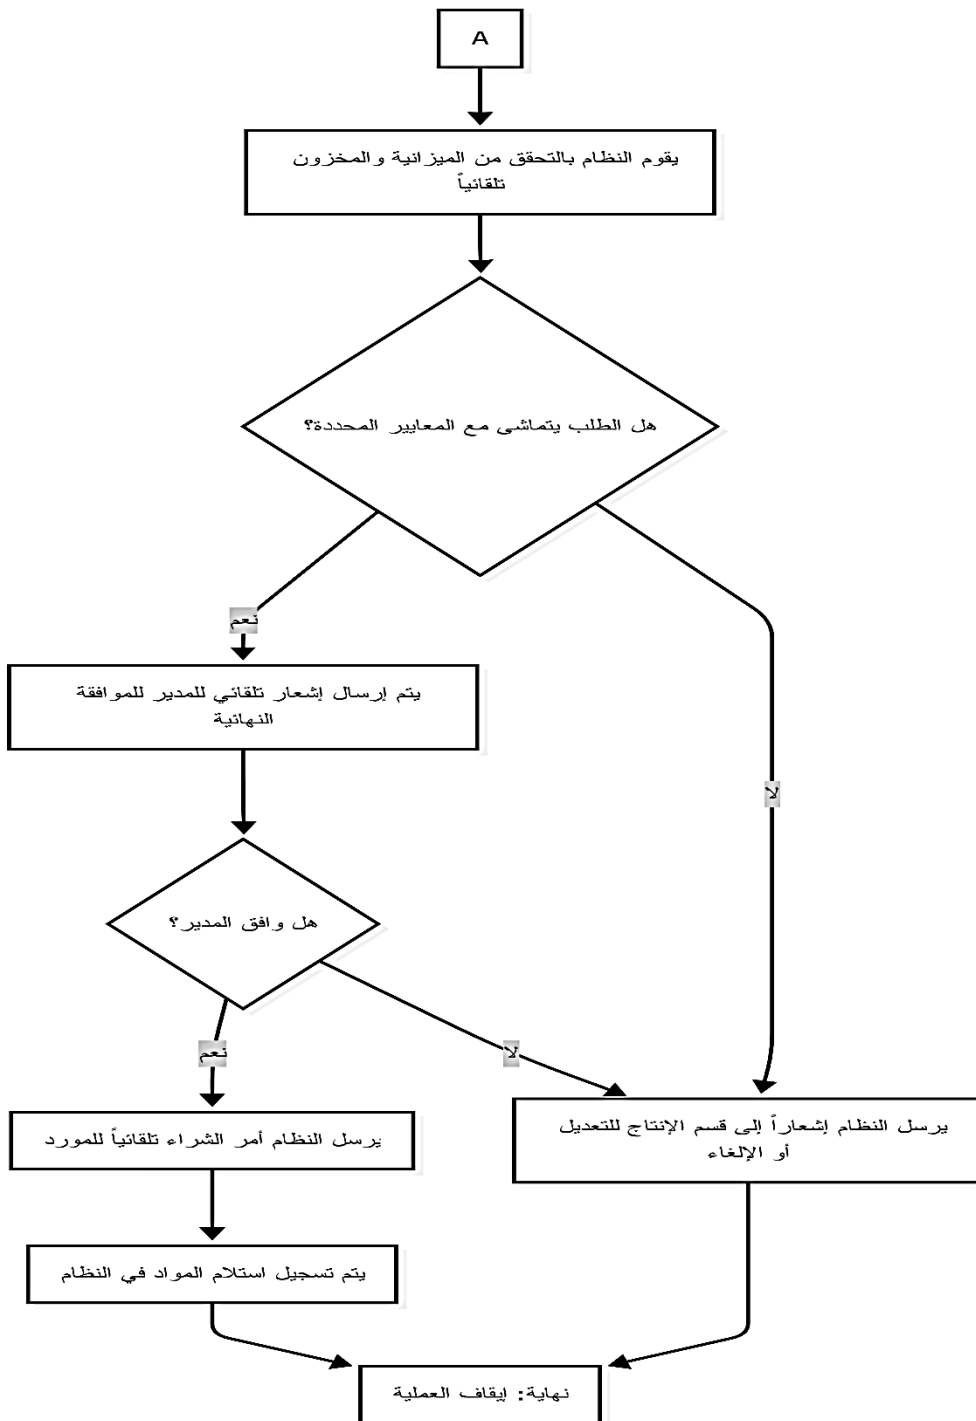 A
يقوم النظام بالتحقق من الميزانية والمخزون
تلقائياً
هل الطلب يتماشى مع المعايير المحددة؟
نعم
يتم إرسال إشعار تلقائي للمدير للموافقة
النهائية
لا
هل وافق المدير؟
نعم
لا
يرسل النظام أمر الشراء تلقائياً للمورد
يرسل النظام إشعاراً إلى قسم الإنتاج للتعديل
أو الإلغاء
يتم تسجيل استلام المواد في النظام
نهاية: إيقاف العملية